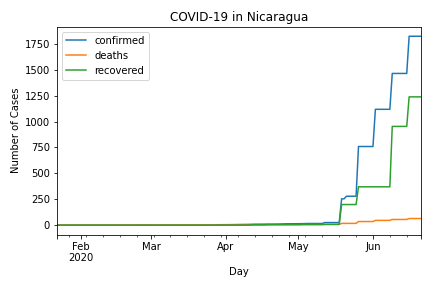 COVID-19 in Nicaragua
confirmed
deaths
recovered
Number of Cases
1750
1500
1250
1000
750
500
250
0
Feb
2020
Mar
Apr
May
Jun
Day